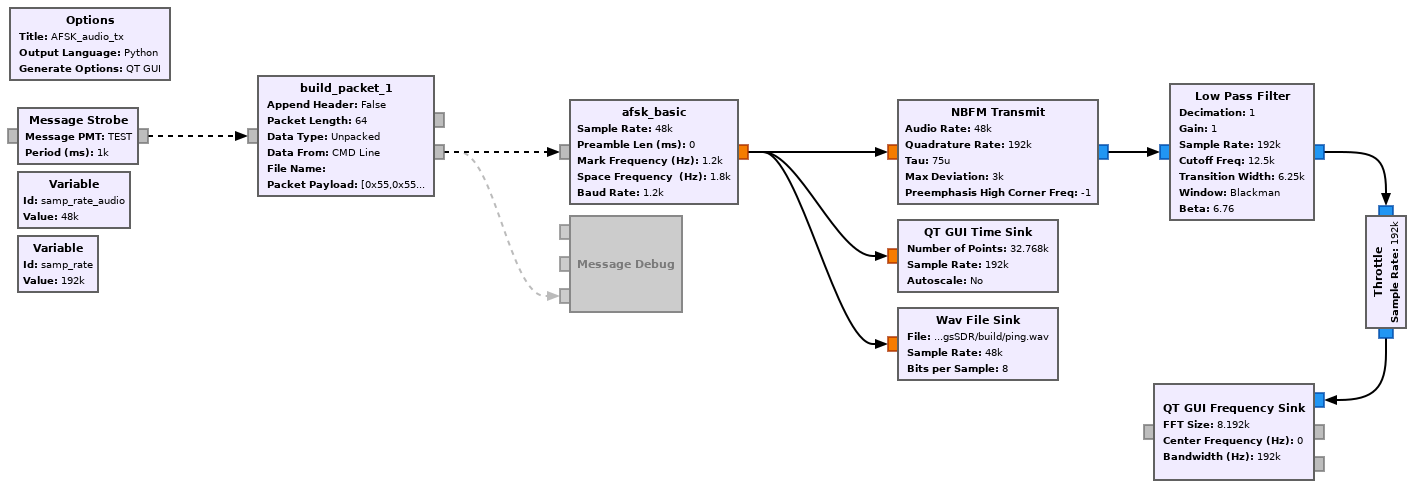 Options
Title: AFSK_audio_tx
Output Language: Python
Generate Options: QT GUI
Message Strobe
Message PMT: TEST
Period (ms): 1k
Variable
Id: samp_rate_audio
Value: 48k
Variable
Id: samp_rate
Value: 192k
build_packet_1
Append Header: False
Packet Length: 64
Data Type: Unpacked
Data From: CMD Line
File Name:
Packet Payload: [0x55,0x55...
afsk_basic
Sample Rate: 48k
Preamble Len (ms): 0
Mark Frequency (Hz): 1.2k
Space Frequency (Hz): 1.8k
Baud Rate: 1.2k
Message Debug
NBFM Transmit
Audio Rate: 48k
Quadrature Rate: 192k
Tau: 75u
Max Deviation: 3k
Preemphasis High Corner Freq: -1
QT GUI Time Sink
Number of Points: 32.768k
Sample Rate: 192k
Autoscale: No
Wav File Sink
File: ...gsSDR/build/ping.wav
Sample Rate: 48k
Bits per Sample: 8
Low Pass Filter
Decimation: 1
Gain: 1
Sample Rate: 192k
Cutoff Freq: 12.5k
Transition Width: 6.25k
Window: Blackman
Beta: 6.76
Throttle
Sample Rate: 192k
QT GUI Frequency Sink
FFT Size: 8.192k
Center Frequency (Hz): 0
Bandwidth (Hz): 192k